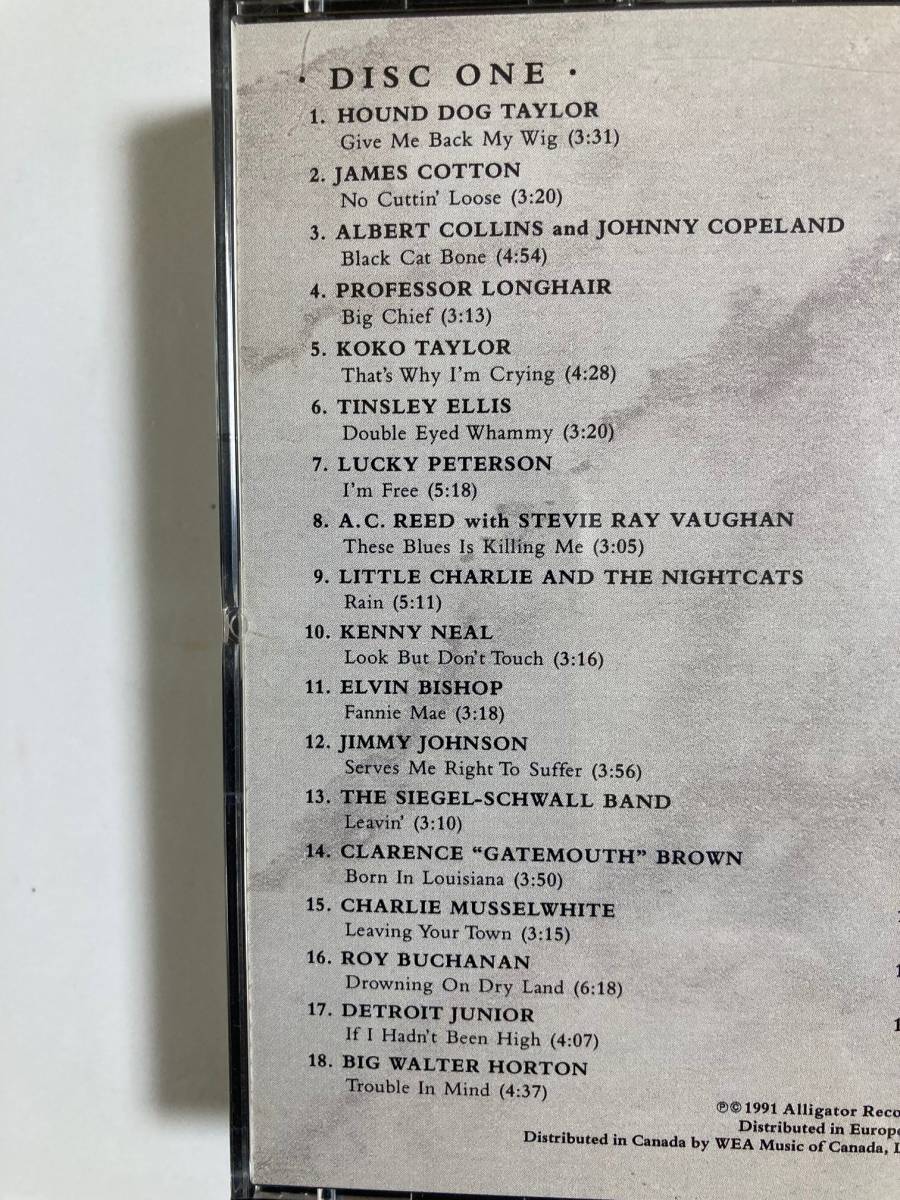 · DISC ONE ·
1. HOUND DOG TAYLOR
Give Me Back My Wig (3:31)
2. JAMES COTTON
No Cuttin' Loose (3:20)
3. ALBERT COLLINS and JOHNNY COPELAND
Black Cat Bone (4:54)
4. PROFESSOR LONGHAIR
Big Chief (3:13)
5. KOKO TAYLOR
That's Why I'm Crying (4:28)
6. TINSLEY ELLIS
Double Eyed Whammy (3:20)
7. LUCKY PETERSON
I'm Free (5:18)
8. A.C. REED with STEVIE RAY VAUGHAN
These Blues Is Killing Me (3:05)
9. LITTLE CHARLIE AND THE NIGHTCATS
Rain (5:11)
10. KENNY NEAL
Look But Don't Touch (3:16)
11. ELVIN BISHOP
Fannie Mae (3:18)
12. JIMMY JOHNSON
Serves Me Right To Suffer (3:56)
13. THE SIEGEL-SCHWALL BAND
Leavin' (3:10)
14. CLARENCE “GATEMOUTH” BROWN
Born In Louisiana (3:50)
15. CHARLIE MUSSELWHITE
Leaving Your Town (3:15)
16. ROY BUCHANAN
Drowning On Dry Land (6:18)
17. DETROIT JUNIOR
If I Hadn't Been High (4:07)
18. BIG WALTER HORTON
Trouble In Mind (4:37)
℗©1991 Alligator Reco
Distributed in Europe
Distributed in Canada by WEA Music of Canada,